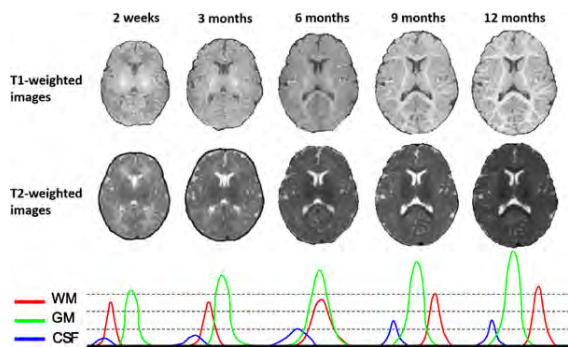 2 weeks 3 months 6 months 9 months 12 months
T1-weighted
images
T2-weighted
images
WM
GM
CSF